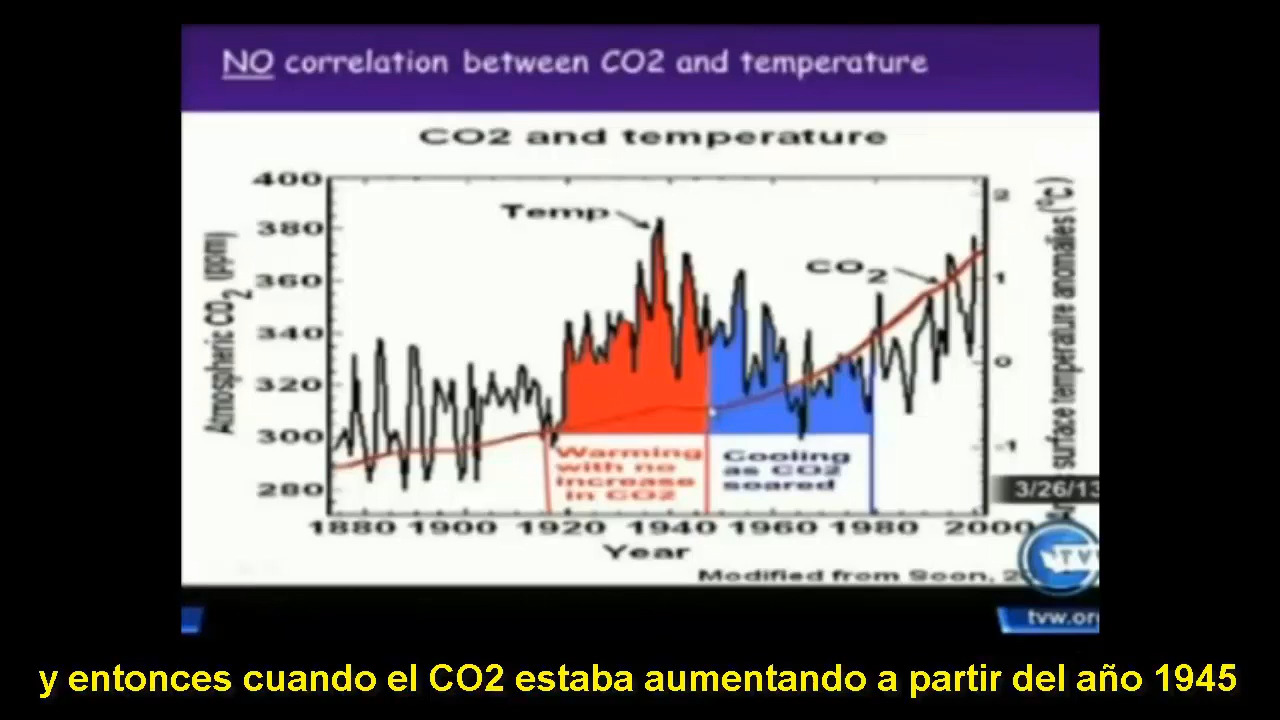 NO correlation between CO2 and temperature
CO2 and temperature
400
380
360
340
320
300
280
Atmospheric CO2 (ppm)
Temp
CO2
2
1
0
-1
surface temperature anomalies (°C)
Warming
with no
increase
in CO2
Cooling
as CO2
soared
3/26/13
1880 1900 1920 1940 1960 1980 2000
Year
Modified from Soon, 2
TV
tvw.or
y entonces cuando el CO2 estaba aumentando a partir del año 1945